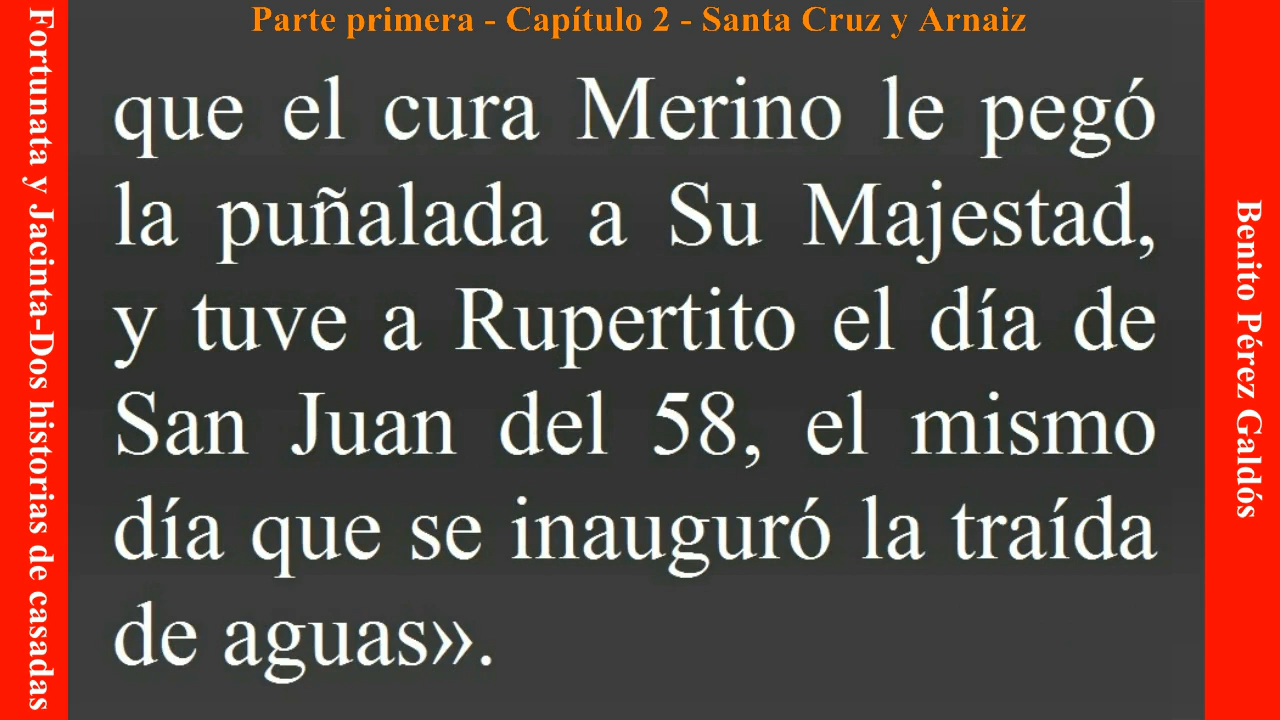 Parte primera - Capítulo 2 - Santa Cruz y Arnaiz
Fortunata y Jacinta-Dos historias de casadas
que el cura Merino le pegó
la puñalada a Su Majestad,
y tuve a Rupertito el día de
San Juan del 58, el mismo
día que se inauguró la traída
de aguas».
Benito Pérez Galdós